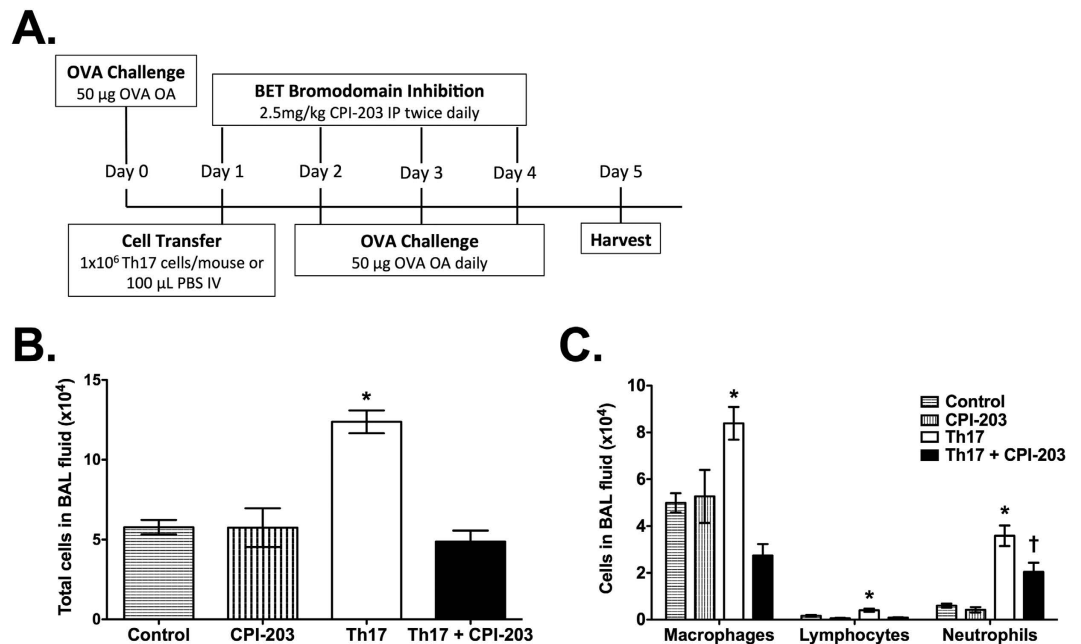 A.
OVA Challenge
50 µg OVA OA
BET Bromodomain Inhibition
2.5mg/kg CPI-203 IP twice daily
Day 0 Day 1 Day 2 Day 3 Day 4 Day 5
Cell Transfer
1x10⁶ Th17 cells/mouse or
100 µL PBS IV
OVA Challenge
50 µg OVA OA daily
Harvest
B.
Total cells in BAL fluid (x10⁴)
15
10
5
0
*
Control CPI-203 Th17 Th17 + CPI-203
C.
Cells in BAL fluid (x10⁴)
10
8
6
4
2
0
*
*
*
†
Control
CPI-203
Th17
Th17 + CPI-203
Macrophages Lymphocytes Neutrophils